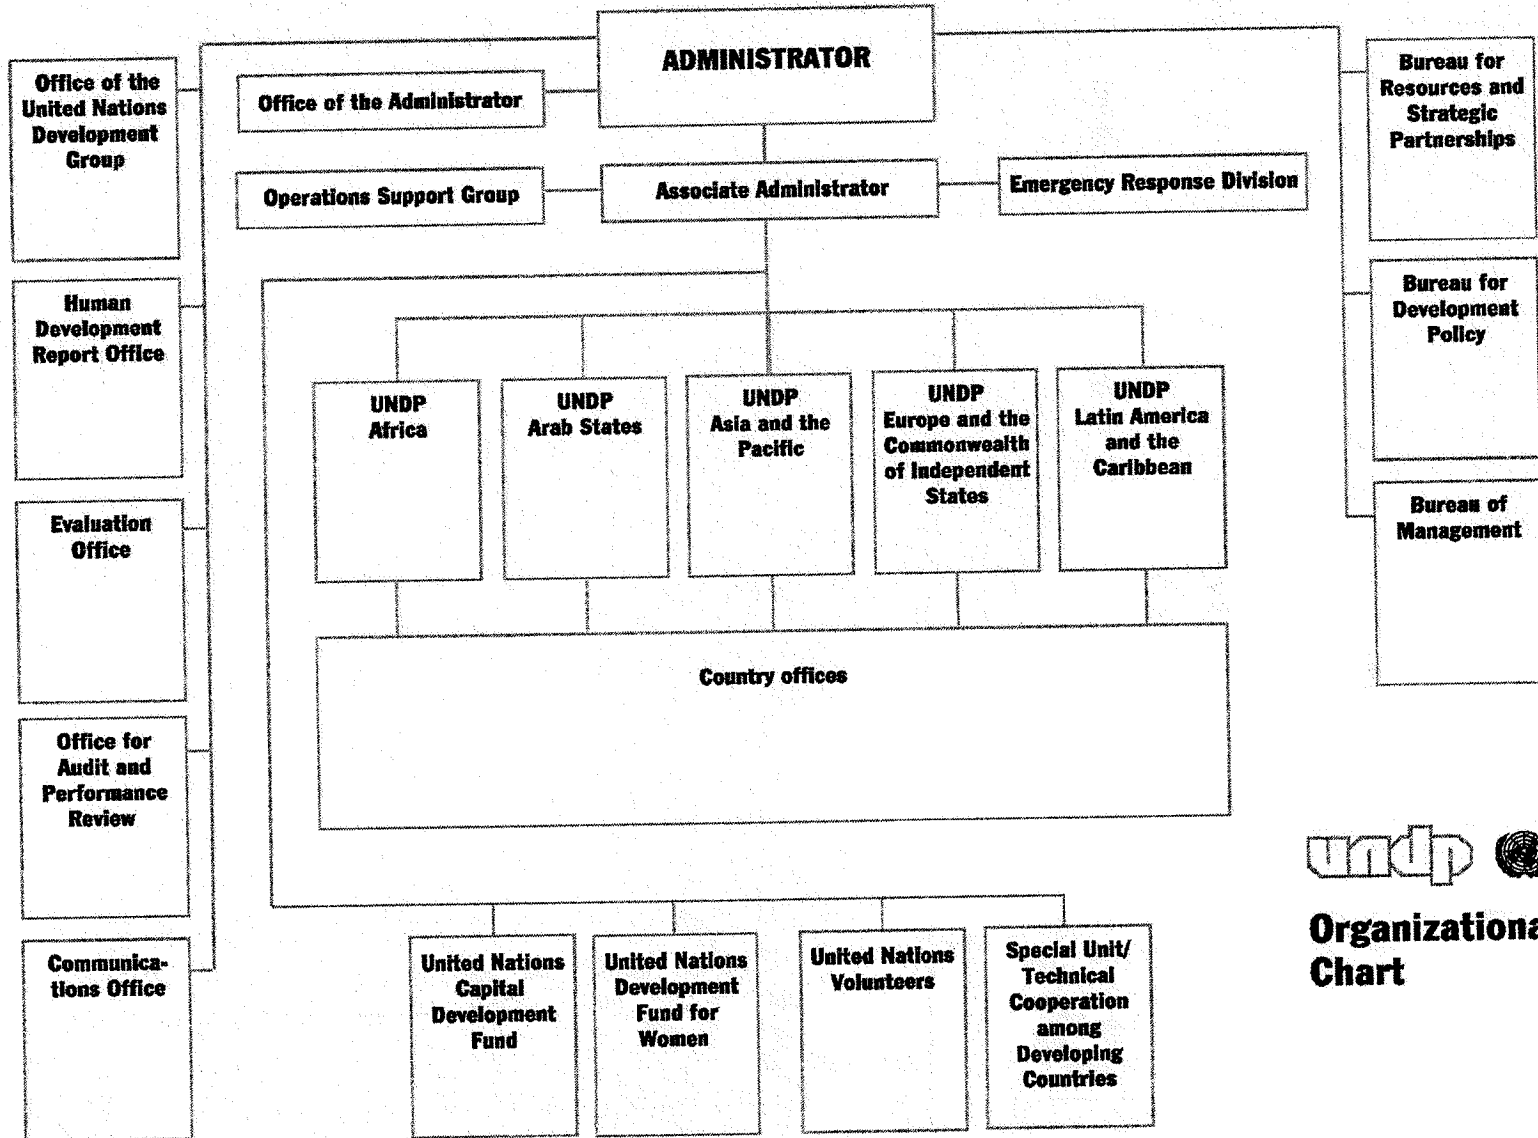 ADMINISTRATOR
Office of the
United Nations
Development
Group
Office of the Administrator
Bureau for
Resources and
Strategic
Partnerships
Operations Support Group
Associate Administrator
Emergency Response Division
Human
Development
Report Office
Bureau for
Development
Policy
UNDP
Africa
UNDP
Arab States
UNDP
Asia and the
Pacific
UNDP
Europe and the
Commonwealth
of Independent
States
UNDP
Latin America
and the
Caribbean
Evaluation
Office
Bureau of
Management
Country offices
Office for
Audit and
Performance
Review
undp
Organizationa
Chart
Communica-
tions Office
United Nations
Capital
Development
Fund
United Nations
Development
Fund for
Women
United Nations
Volunteers
Special Unit/
Technical
Cooperation
among
Developing
Countries